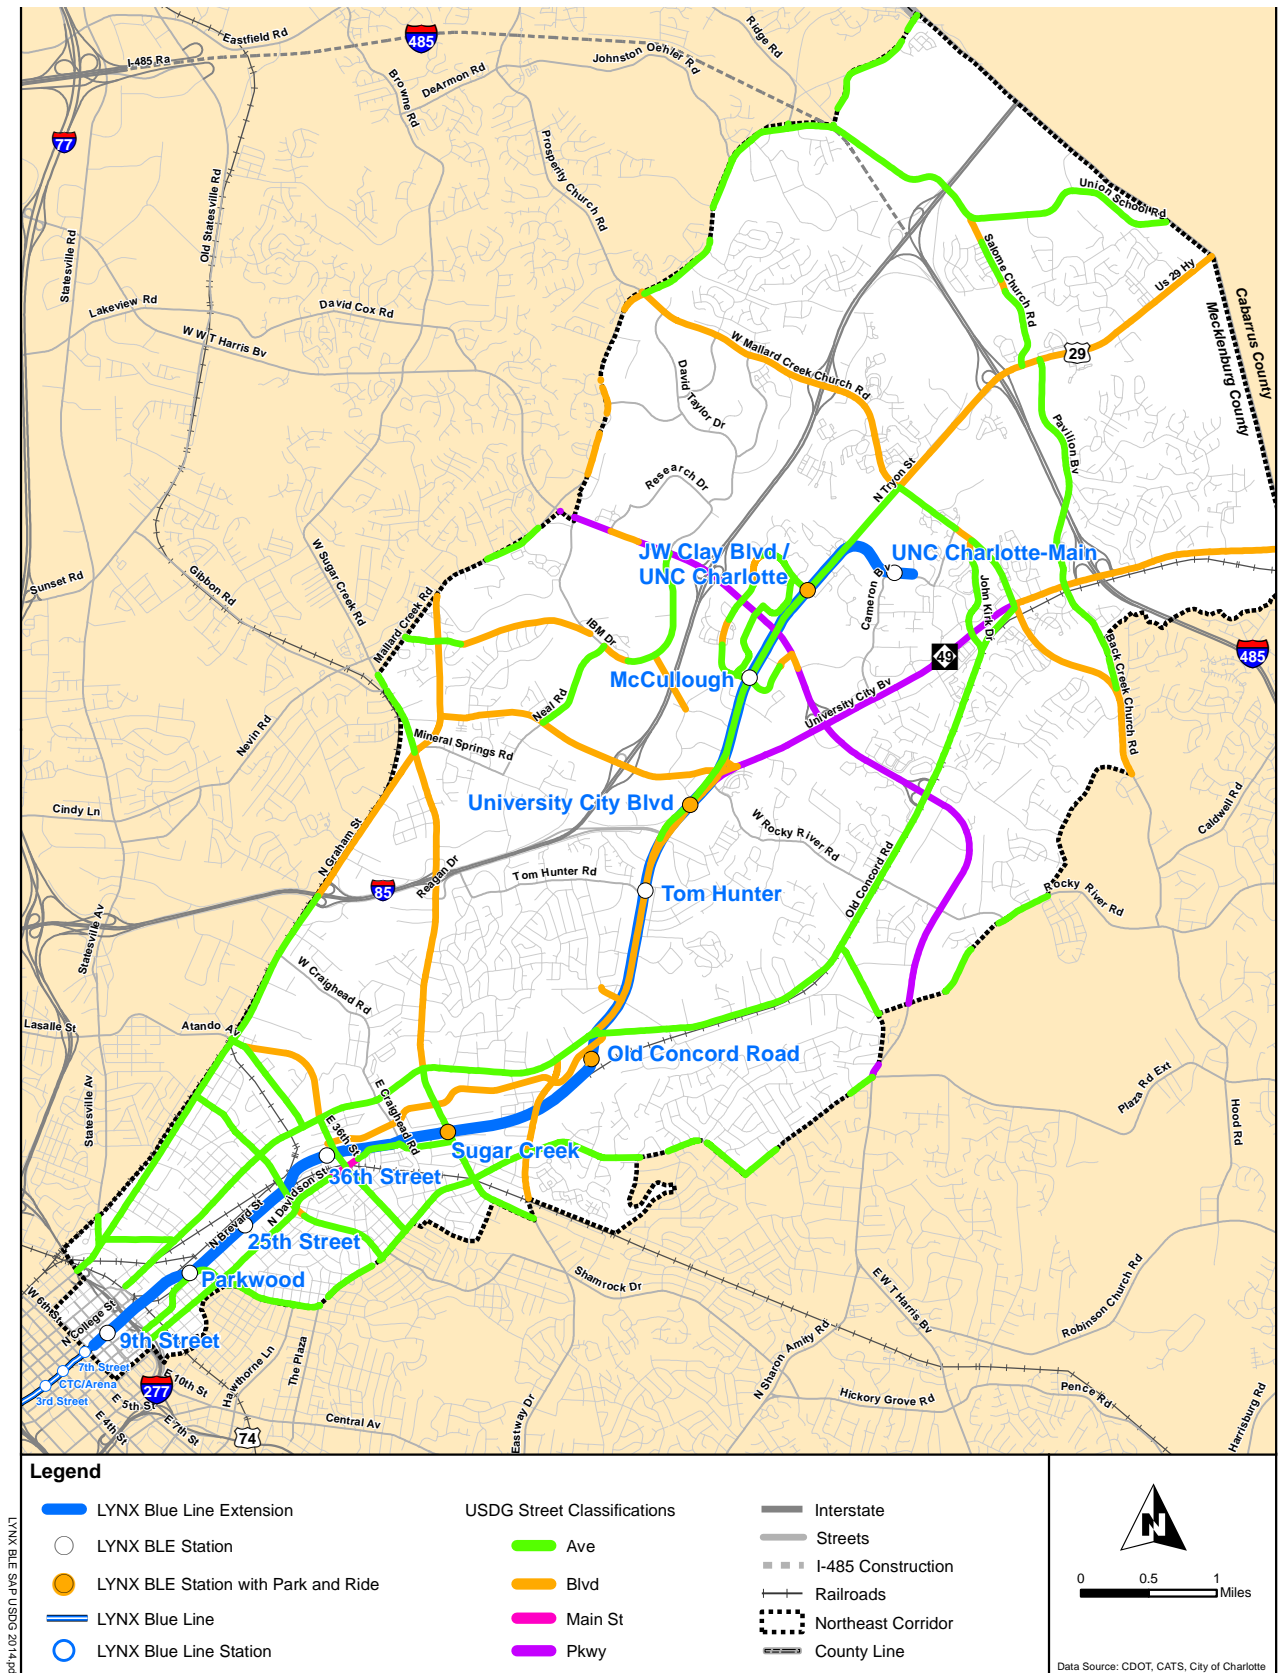 Eastfield Rd
485
I-485 Ra
Ridge Rd
Johnston Oehler Rd
DeArmon Rd
Browne Rd
77
Prosperity Church Rd
Old Statesville Rd
Statesville Rd
Union School Rd
Salome Church Rd
Us 29 Hy
Cabarrus County
Mecklenburg County
Lakeview Rd
David Cox Rd
W W T Harris Bv
W Mallard Creek Church Rd
29
David Taylor Dr
Pavilion Bv
Research Dr
N Tryon St
W Sugar Creek Rd
JW Clay Blvd /
UNC Charlotte
UNC Charlotte-Main
Sunset Rd
Gibbon Rd
Cameron Bv
John Kirk Dr
Mallard Creek Rd
IBM Dr
49
485
Back Creek Church Rd
McCullough
Neal Rd
University City Bv
Nevin Rd
Mineral Springs Rd
University City Blvd
Cindy Ln
W Rocky River Rd
Caldwell Rd
N Graham St
Reagan Dr
85
Tom Hunter Rd
Tom Hunter
Old Concord Rd
Rocky River Rd
Statesville Av
W Craighead Rd
Lasalle St
Atando Av
Old Concord Road
Statesville Av
E Craighead Rd
Plaza Rd Ext
Hood Rd
E 36th St
Sugar Creek
36th Street
N Davidson St
N Brevard St
25th Street
Parkwood
W 6th St
N College St
9th Street
Shamrock Dr
E W T Harris Bv
Robinson Church Rd
7th Street
CTC/Arena
3rd Street
277
E 10th St
E 5th St
E 4th St
E 7th St
Hawthorne Ln
The Plaza
74
Central Av
Eastway Dr
N Sharon Amity Rd
Hickory Grove Rd
Pence Rd
Harrisburg Rd
Legend
LYNX Blue Line Extension
LYNX BLE Station
LYNX BLE Station with Park and Ride
LYNX Blue Line
LYNX Blue Line Station
USDG Street Classifications
Ave
Blvd
Main St
Pkwy
Interstate
Streets
I-485 Construction
Railroads
Northeast Corridor
County Line
N
0 0.5 1
Miles
Data Source: CDOT, CATS, City of Charlotte
LYNX BLE SAP USDG 2014.pd